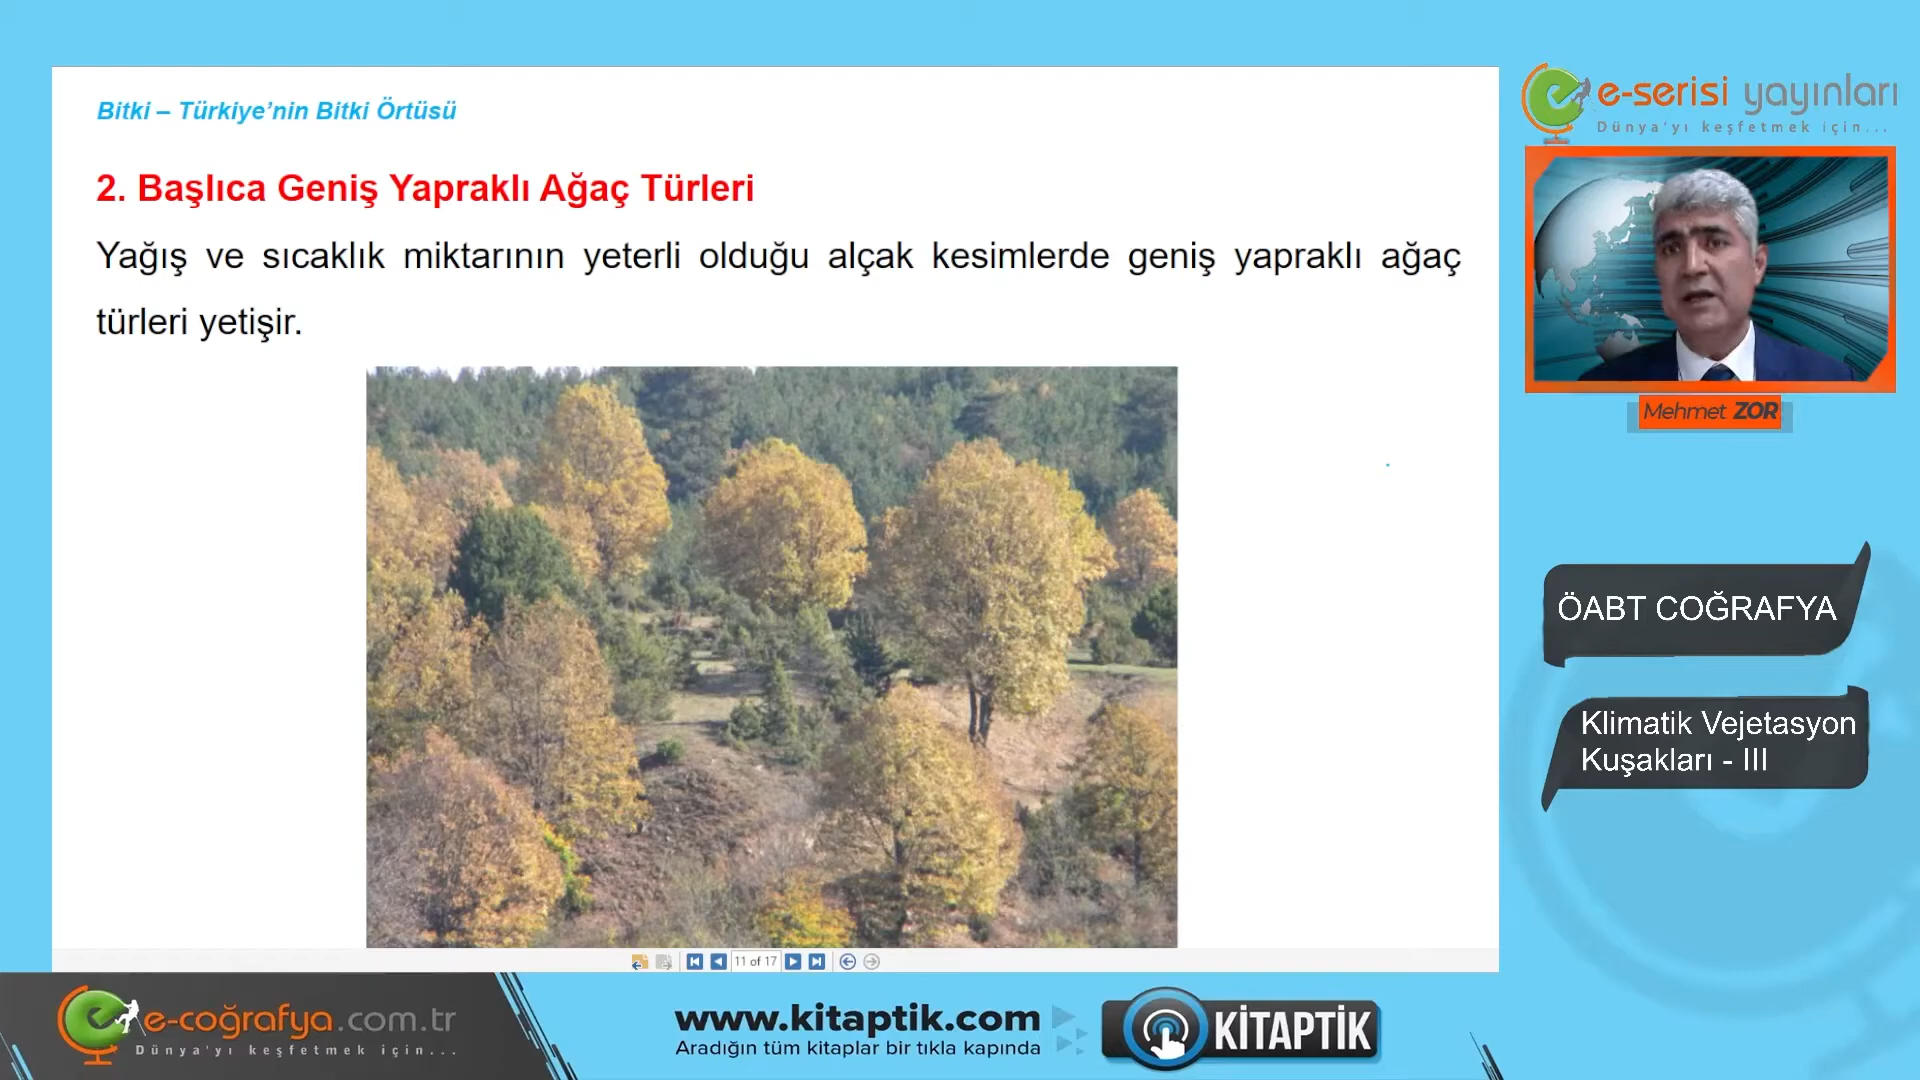 Bitki – Türkiye’nin Bitki Örtüsü
2. Başlıca Geniş Yapraklı Ağaç Türleri
Yağış ve sıcaklık miktarının yeterli olduğu alçak kesimlerde geniş yapraklı ağaç
türleri yetişir.
11 of 17
e-serisi yayınları
Dünya'yı keşfetmek için...
Mehmet ZOR
ÖABT COĞRAFYA
Klimatik Vejetasyon
Kuşakları - III
e-coğrafya.com.tr
Dünya'yı keşfetmek için...
www.kitaptik.com
Aradığın tüm kitaplar bir tıkla kapında
KİTAPTIK